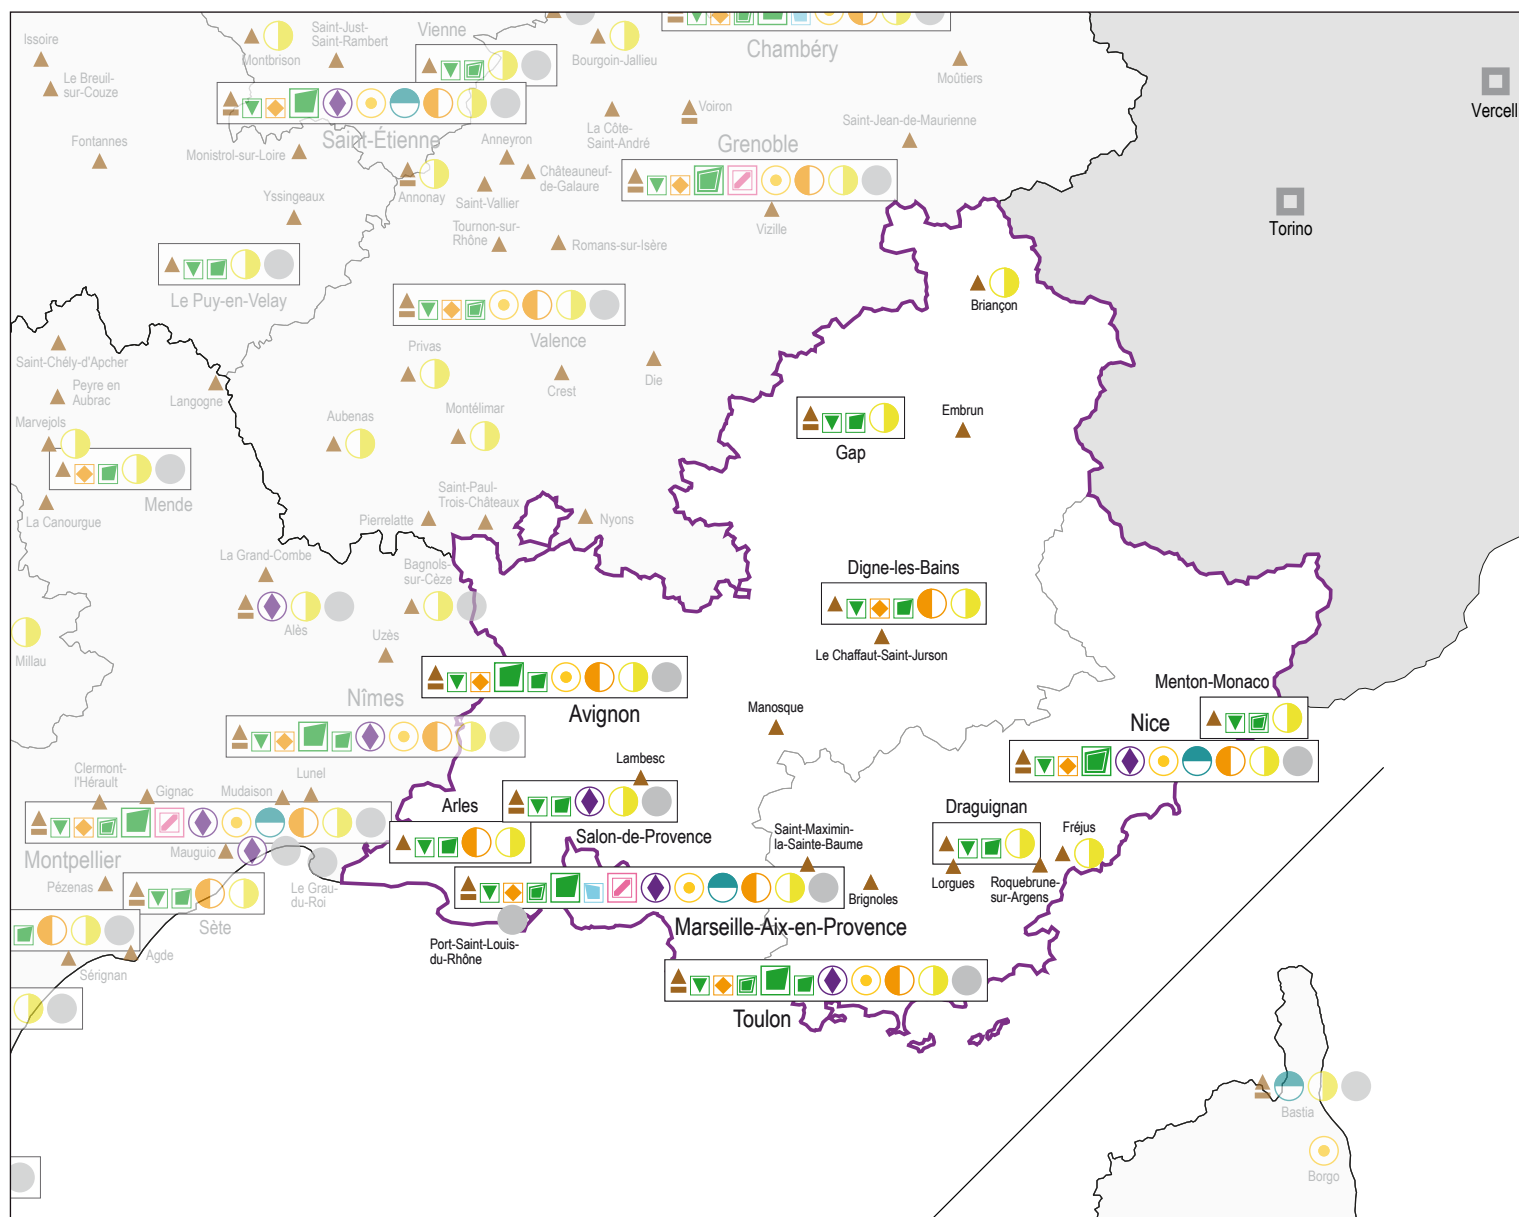 Issoire
Le Breuil-
sur-Couze
Fontannes
Montbrison
Saint-Just-
Saint-Rambert
Vienne
Bourgoin-Jallieu
Chambéry
Moûtiers
Vercelli
Saint-Étienne
Monistrol-sur-Loire
Yssingeaux
Annonay
Anneyron
Châteauneuf-
de-Galaure
Saint-Vallier
Tournon-sur-
Rhône
Romans-sur-Isère
La Côte-
Saint-André
Voiron
Grenoble
Saint-Jean-de-Maurienne
Vizille
Torino
Le Puy-en-Velay
Valence
Briançon
Saint-Chély-d'Apcher
Peyre en
Aubrac
Langogne
Marvejols
Privas
Crest
Die
Aubenas
Montélimar
Gap
Embrun
Mende
La Canourgue
Saint-Paul-
Trois-Châteaux
Pierrelatte
Nyons
La Grand-Combe
Bagnols-
sur-Cèze
Alès
Uzès
Millau
Digne-les-Bains
Le Chaffaut-Saint-Jurson
Nîmes
Avignon
Manosque
Menton-Monaco
Nice
Clermont-
l'Hérault
Gignac
Mudaison
Lunel
Arles
Lambesc
Salon-de-Provence
Saint-Maximin-
la-Sainte-Baume
Draguignan
Fréjus
Montpellier
Mauguio
Le Grau-
du-Roi
Pézenas
Sète
Brignoles
Lorgues
Roquebrune-
sur-Argens
Marseille-Aix-en-Provence
Port-Saint-Louis-
du-Rhône
Agde
Sérignan
Toulon
Bastia
Borgo